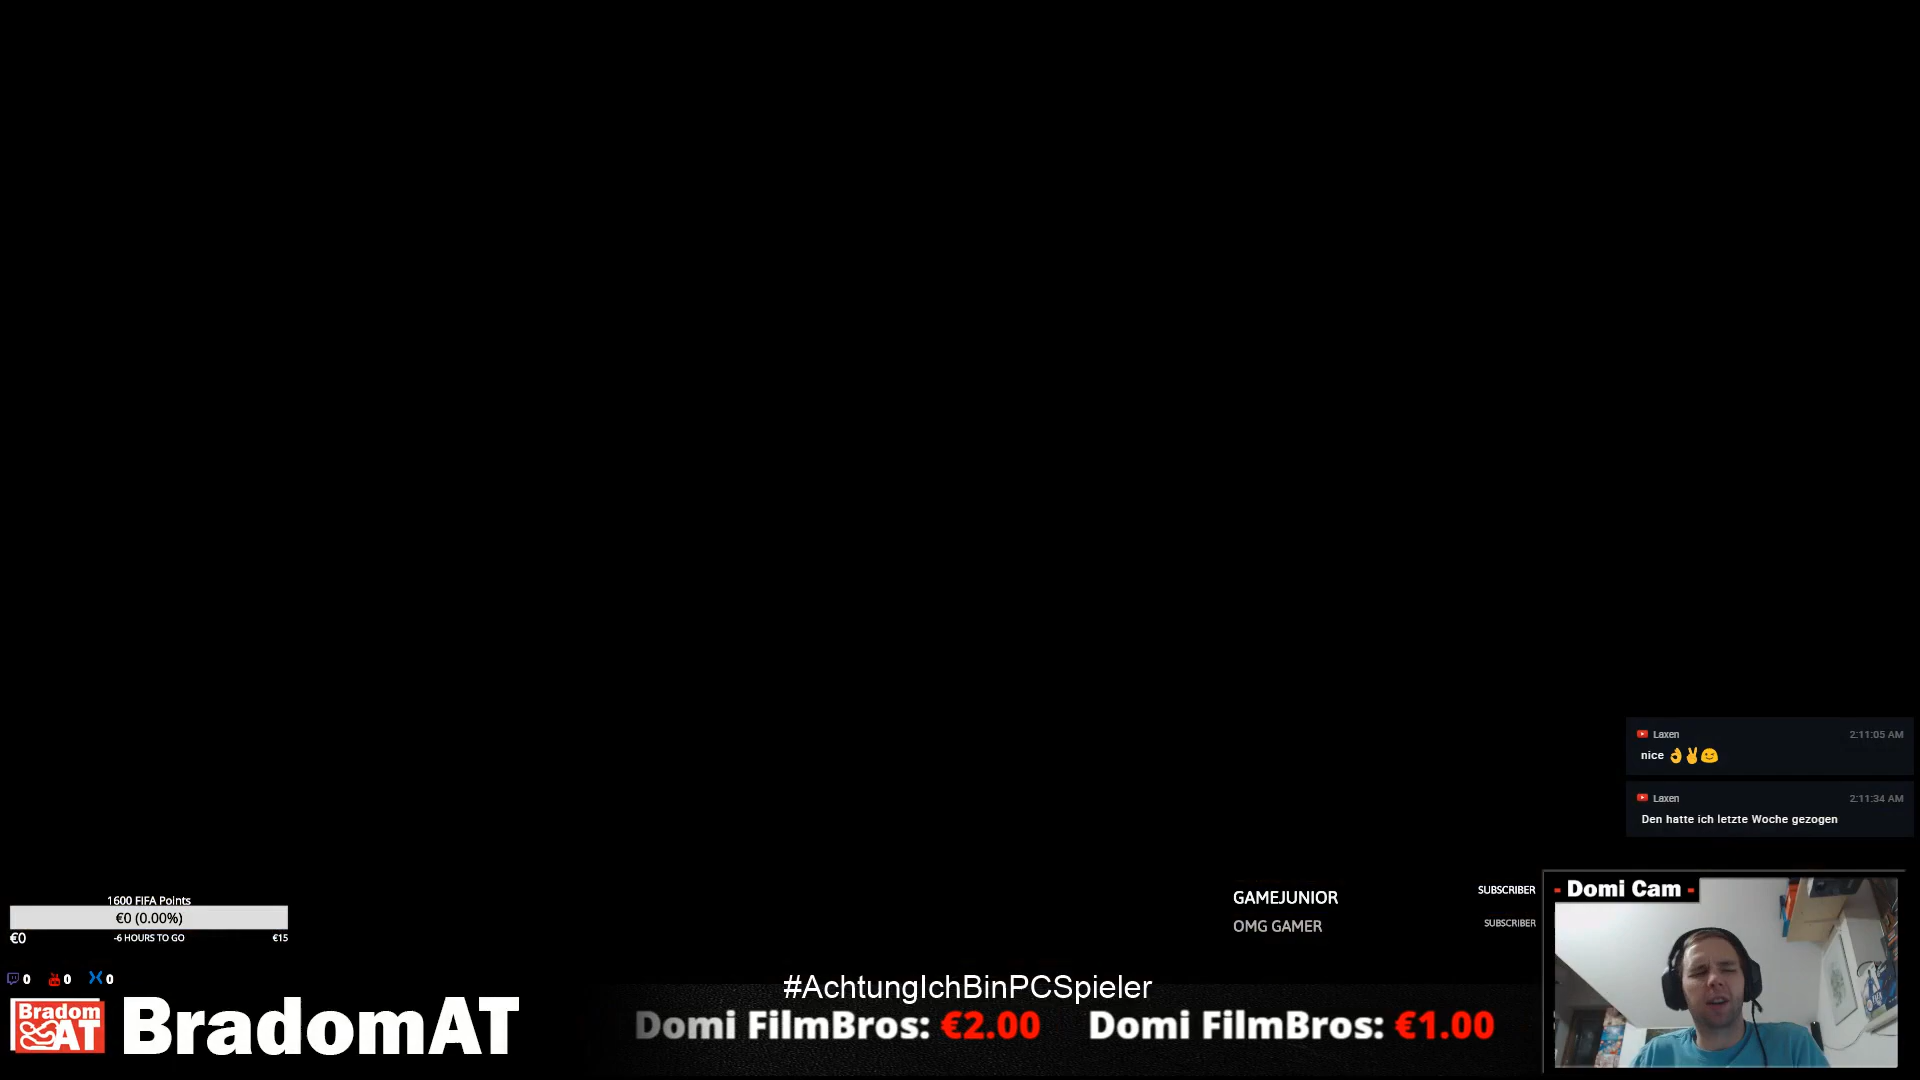 Laxen 2:11:05 AM
nice 👌✌😊
Laxen 2:11:34 AM
Den hatte ich letzte Woche gezogen
1600 FIFA Points
€0 (0.00%)
€0 -6 HOURS TO GO €15
GAMEJUNIOR SUBSCRIBER
OMG GAMER SUBSCRIBER
- Domi Cam -
0 0 0
#AchtungIchBinPCSpieler
Bradom
AT
BradomAT
Domi FilmBros: €2.00 Domi FilmBros: €1.00